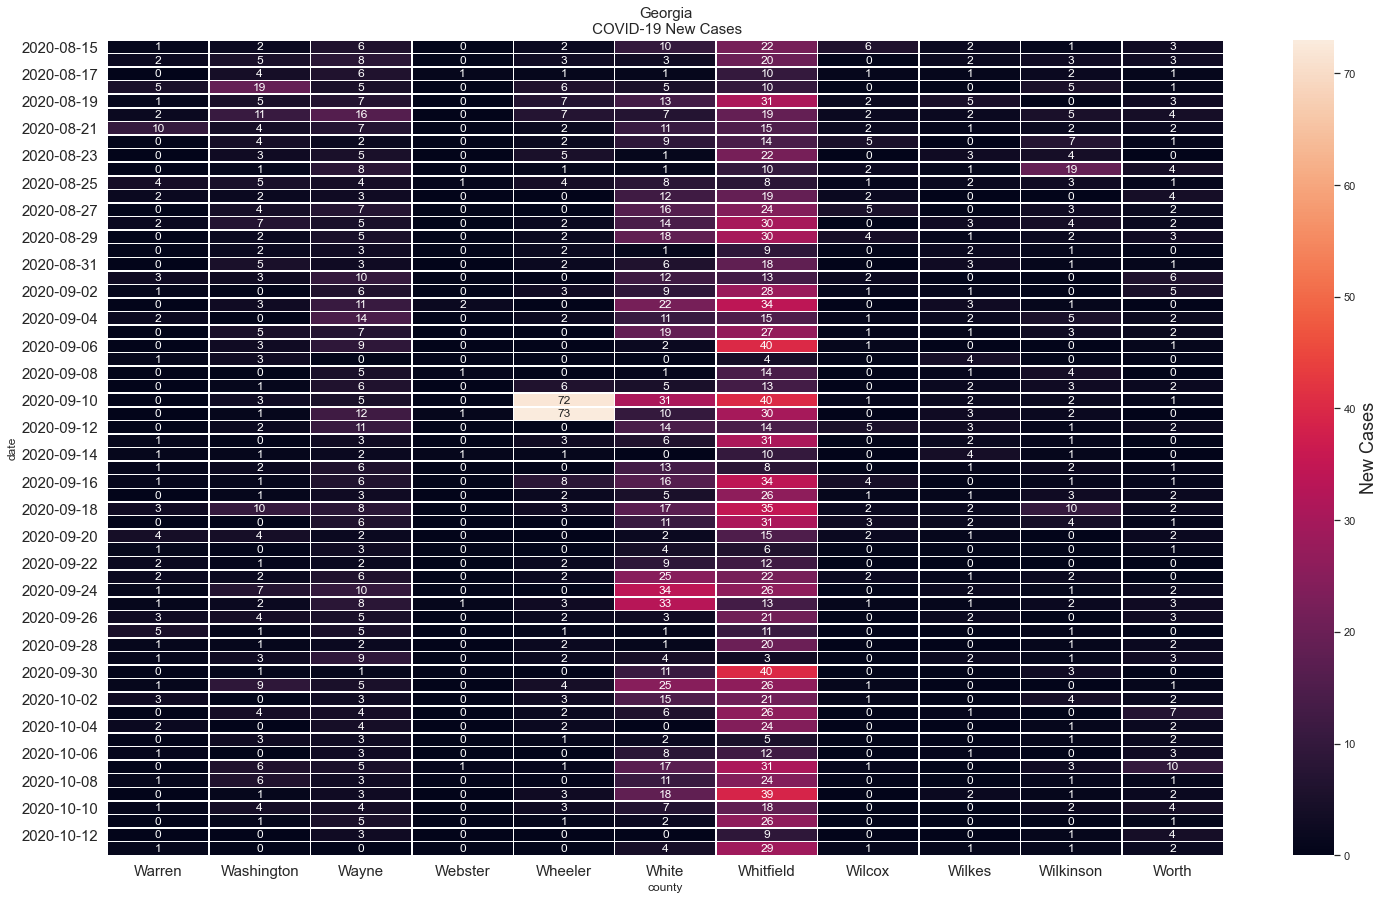 Georgia
COVID-19 New Cases
2020-08-15 1 2 6 0 2 10 22 6 2 1 3
2 5 8 0 3 3 20 0 2 3 3
2020-08-17 0 4 6 1 1 1 10 1 1 2 1
5 19 5 0 6 5 10 0 0 5 1
2020-08-19 1 5 7 0 7 13 31 2 5 0 3
2 11 16 0 7 7 19 2 2 5 4
2020-08-21 10 4 7 0 2 11 15 2 1 2 2
0 4 2 0 2 9 14 5 0 7 1
2020-08-23 0 3 5 0 5 1 22 0 3 4 0
0 1 8 0 1 1 10 2 1 19 4
2020-08-25 4 5 4 1 4 8 8 1 2 3 1
2 2 3 0 0 12 19 2 0 0 4
2020-08-27 0 4 7 0 0 16 24 5 0 3 2
2 7 5 0 2 14 30 0 3 4 2
2020-08-29 0 2 5 0 2 18 30 4 1 2 3
0 2 3 0 2 1 9 0 2 1 0
2020-08-31 0 5 3 0 2 6 18 0 3 1 1
3 3 10 0 0 12 13 2 0 0 6
2020-09-02 1 0 6 0 3 9 28 1 1 0 5
0 3 11 2 0 22 34 0 3 1 0
2020-09-04 2 0 14 0 2 11 15 1 2 5 2
0 5 7 0 0 19 27 1 1 3 2
2020-09-06 0 3 9 0 0 2 40 1 0 0 1
1 3 0 0 0 0 4 0 4 0 0
2020-09-08 0 0 5 1 0 1 14 0 1 4 0
0 1 6 0 6 5 13 0 2 3 2
2020-09-10 0 3 5 0 72 31 40 1 2 2 1
0 1 12 1 73 10 30 0 3 2 0
2020-09-12 0 2 11 0 0 14 14 5 3 1 2
1 0 3 0 3 6 31 0 2 1 0
2020-09-14 1 1 2 1 1 0 10 0 4 1 0
1 2 6 0 0 13 8 0 1 2 1
2020-09-16 1 1 6 0 8 16 34 4 0 1 1
0 1 3 0 2 5 26 1 1 3 2
2020-09-18 3 10 8 0 3 17 35 2 2 10 2
0 0 6 0 0 11 31 3 2 4 1
2020-09-20 4 4 2 0 0 2 15 2 1 0 2
1 0 3 0 0 4 6 0 0 0 1
2020-09-22 2 1 2 0 2 9 12 0 0 0 0
2 2 6 0 2 25 22 2 1 2 0
2020-09-24 1 7 10 0 0 34 26 0 2 1 2
1 2 8 1 3 33 13 1 1 2 3
2020-09-26 3 4 5 0 2 3 21 0 2 0 3
5 1 5 0 1 1 11 0 0 1 0
2020-09-28 1 1 2 0 2 1 20 0 0 0 0
1 3 9 0 2 4 3 0 2 1 3
2020-09-30 0 1 1 0 0 11 40 0 0 3 0
1 9 5 0 4 25 26 1 0 0 1
2020-10-02 3 0 3 0 3 15 21 1 0 4 2
0 4 4 0 2 6 26 0 1 0 7
2020-10-04 2 0 4 0 2 0 24 0 0 1 2
0 3 3 0 1 2 5 0 0 1 2
2020-10-06 1 0 3 0 0 8 12 0 1 0 3
0 6 5 1 1 17 31 1 0 3 10
2020-10-08 1 6 3 0 0 11 24 0 0 1 1
0 1 3 0 3 18 39 0 2 1 2
2020-10-10 1 4 4 0 3 7 18 0 0 2 4
0 1 5 0 1 2 26 0 0 0 1
2020-10-12 0 0 3 0 0 0 9 0 0 1 4
1 0 0 0 0 4 29 1 1 1 2
Warren Washington Wayne Webster Wheeler White Whitfield Wilcox Wilkes Wilkinson Worth
county
date
70
60
50
40
30
20
10
0
New Cases